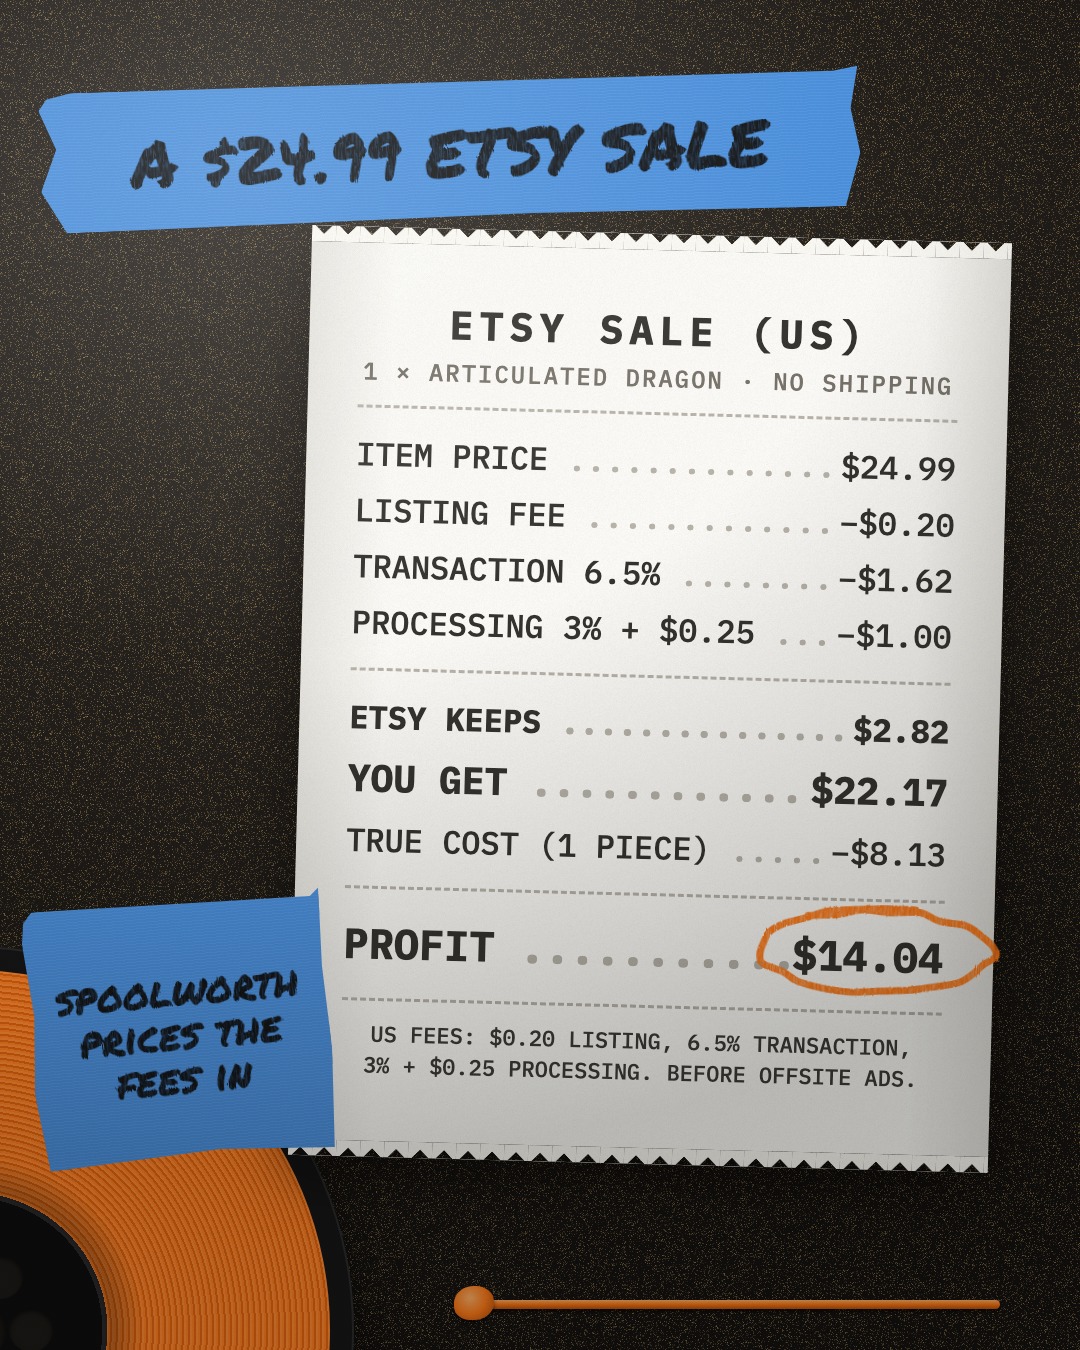 A $24.99 ETSY SALE
ETSY SALE (US)
1 × ARTICULATED DRAGON · NO SHIPPING
ITEM PRICE ............. $24.99
LISTING FEE ............. −$0.20
TRANSACTION 6.5% ........ −$1.62
PROCESSING 3% + $0.25 ... −$1.00
ETSY KEEPS ............... $2.82
YOU GET .......... $22.17
TRUE COST (1 PIECE) ..... −$8.13
PROFIT .......... $14.04
US FEES: $0.20 LISTING, 6.5% TRANSACTION,
3% + $0.25 PROCESSING. BEFORE OFFSITE ADS.
SPOOLWORTH
PRICES THE
FEES IN